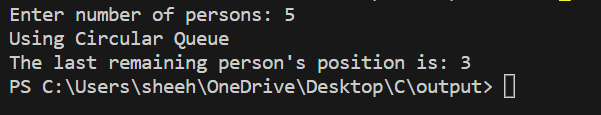 Enter number of persons: 5
Using Circular Queue
The last remaining person's position is: 3
PS C:\Users\sheeh\OneDrive\Desktop\C\output>